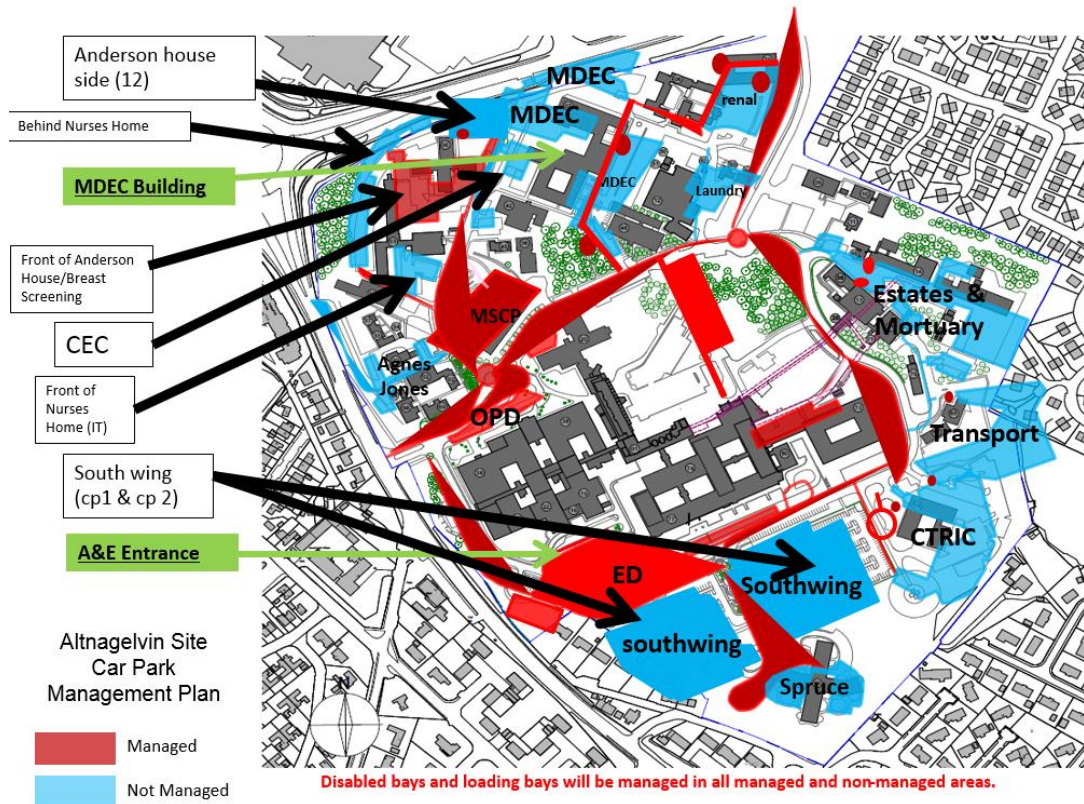 Anderson house
side (12)
Behind Nurses Home
MDEC Building
Front of Anderson
House/Breast
Screening
CEC
Front of
Nurses
Home (IT)
South wing
(cp1 & cp 2)
A&E Entrance
MDEC
MDEC
renal
MDEC
Laundry
MSCP
Estates &
Mortuary
Agnes
Jones
OPD
Transport
CTRIC
ED
Southwing
southwing
Spruce
Altnagelvin Site
Car Park
Management Plan
N
Managed
Not Managed
Disabled bays and loading bays will be managed in all managed and non-managed areas.